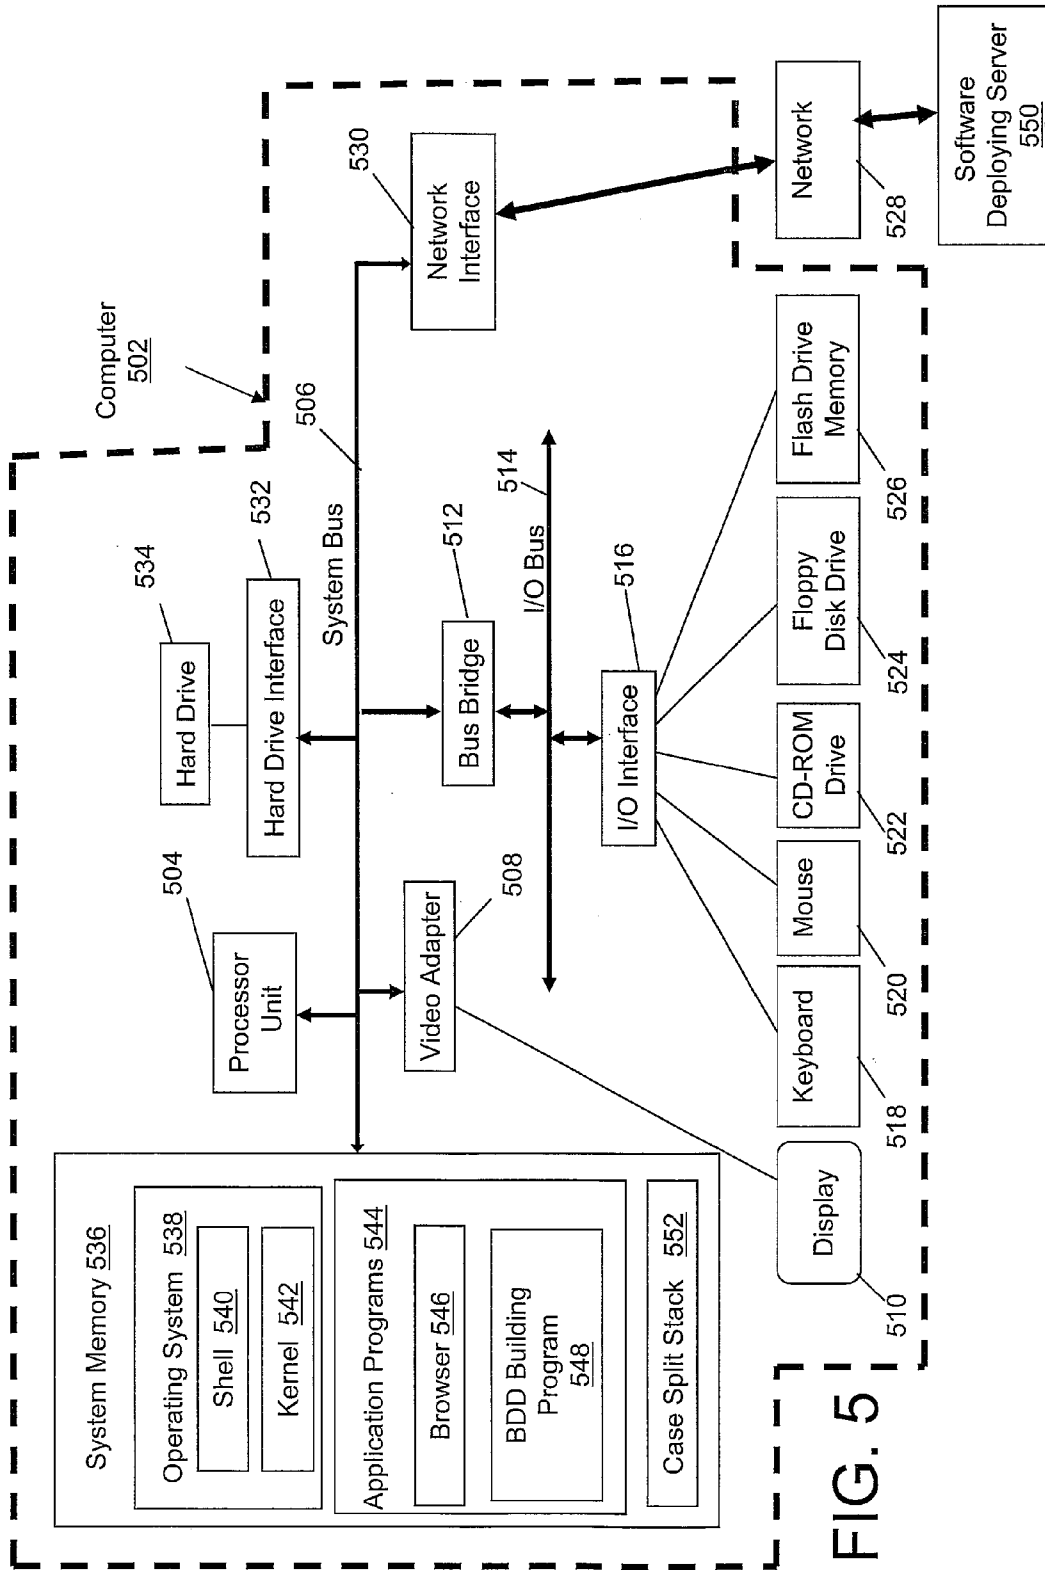 Computer
502
System Memory 536
Operating System 538
Shell 540
Kernel 542
Application Programs 544
Browser 546
BDD Building
Program
548
Case Split Stack 552
504
Processor
Unit
534
Hard Drive
532
Hard Drive Interface
System Bus
506
530
Network
Interface
Video Adapter
508
512
Bus Bridge
514
I/O Bus
516
I/O Interface
Display
510
Keyboard
518
Mouse
520
CD-ROM
Drive
522
Floppy
Disk Drive
524
Flash Drive
Memory
526
Network
528
Software
Deploying Server
550
FIG. 5